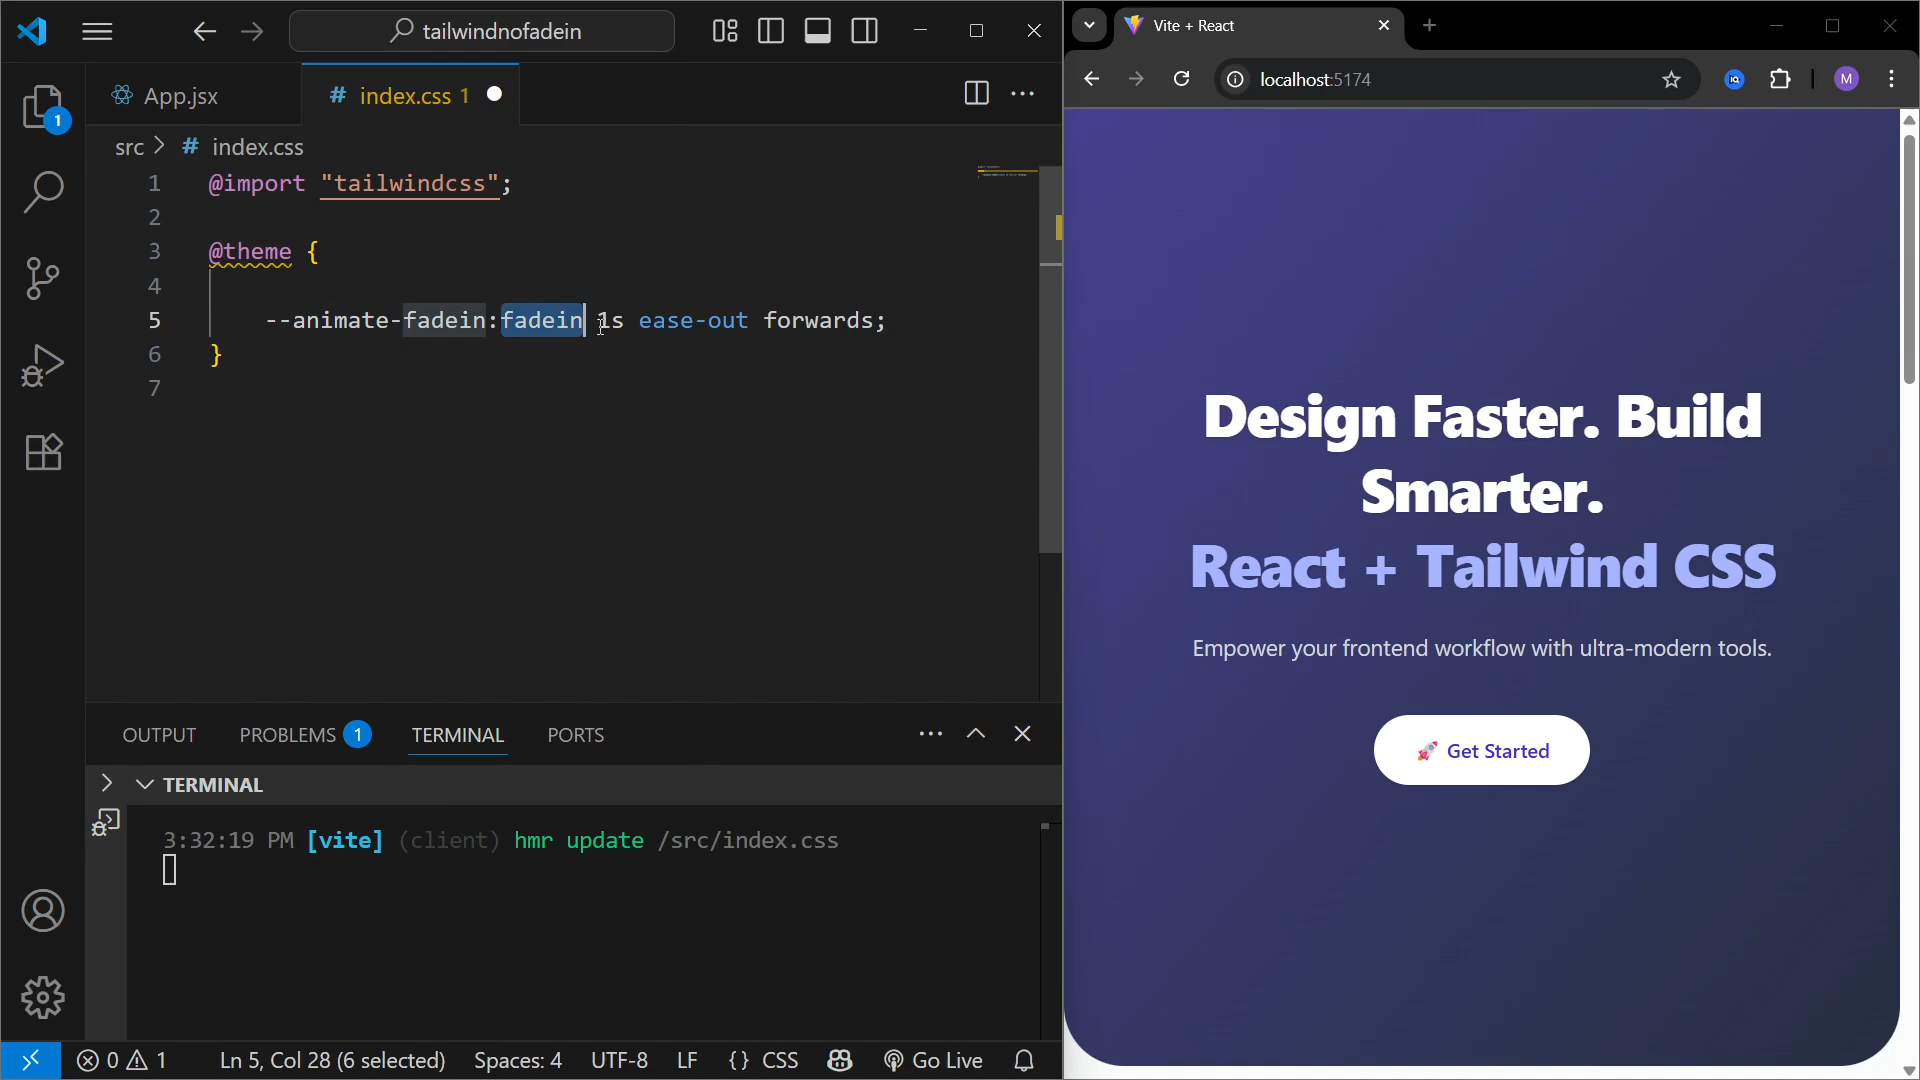 tailwindnofadein
App.jsx
# index.css 1
1
src > # index.css
1 @import "tailwindcss";
2
3 @theme {
4
5 --animate-fadein:fadein 1s ease-out forwards;
6 }
7
OUTPUT PROBLEMS 1 TERMINAL PORTS
TERMINAL
3:32:19 PM [vite] (client) hmr update /src/index.css
0 1 Ln 5, Col 28 (6 selected) Spaces: 4 UTF-8 LF {} CSS Go Live
Vite + React
localhost:5174
M
Design Faster. Build
Smarter.
React + Tailwind CSS
Empower your frontend workflow with ultra-modern tools.
🚀 Get Started